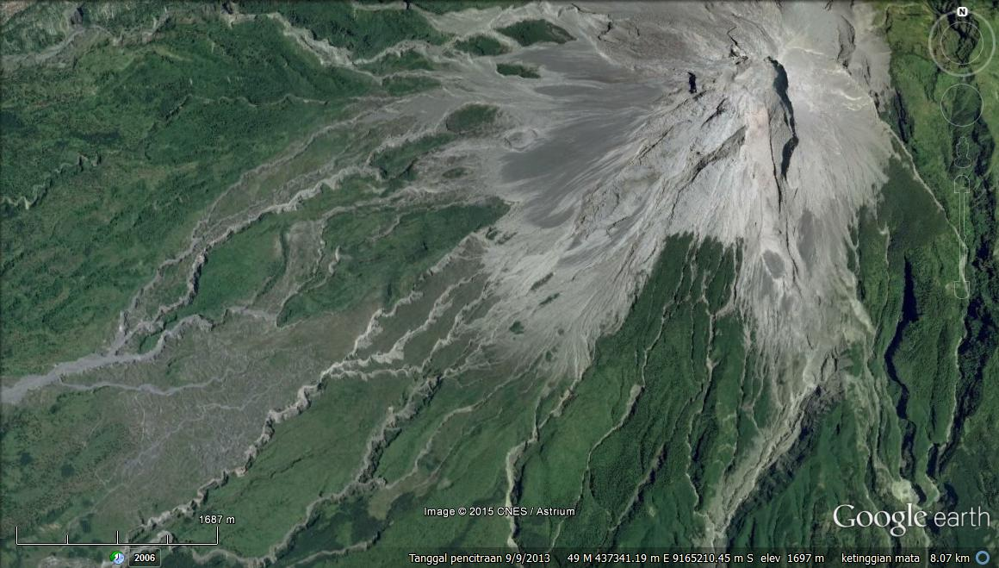 N
Image © 2015 CNES / Astrium
Google earth
1687 m
2006
Tanggal pencitraan 9/9/2013 49 M 437341.19 m E 9165210.45 m S elev 1697 m ketinggian mata 8.07 km